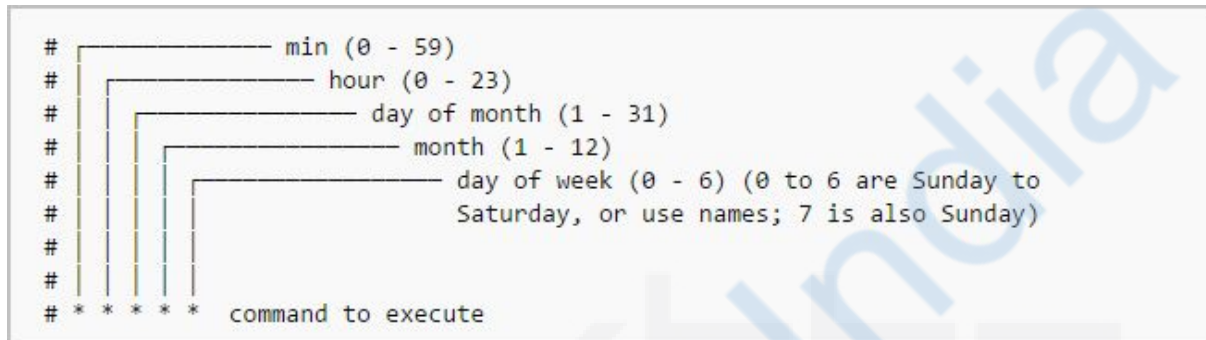 # ┌───────────── min (0 - 59)
# │ ┌────────────── hour (0 - 23)
# │ │ ┌─────────────── day of month (1 - 31)
# │ │ │ ┌──────────────── month (1 - 12)
# │ │ │ │ ┌───────────────── day of week (0 - 6) (0 to 6 are Sunday to
# │ │ │ │ │ Saturday, or use names; 7 is also Sunday)
# │ │ │ │ │
# │ │ │ │ │
# * * * * * command to execute
India